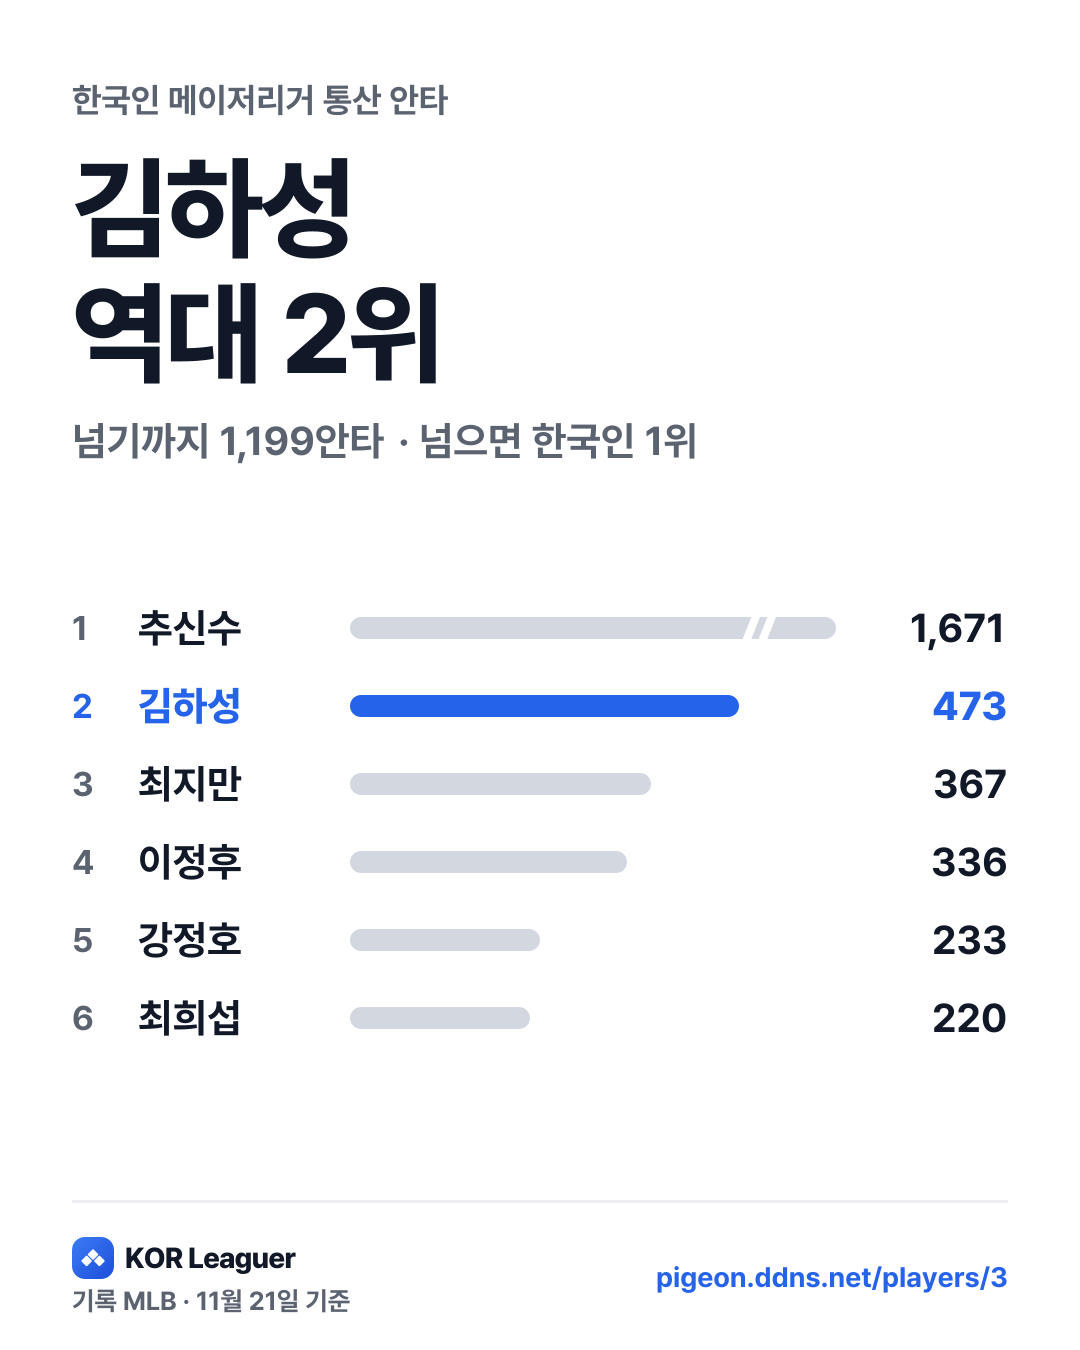 한국인 메이저리거 통산 안타
김하성
역대 2위
넘기까지 1,199안타 · 넘으면 한국인 1위
1 추신수 1,671
2 김하성 473
3 최지만 367
4 이정후 336
5 강정호 233
6 최희섭 220
KOR Leaguer
기록 MLB · 11월 21일 기준
pigeon.ddns.net/players/3